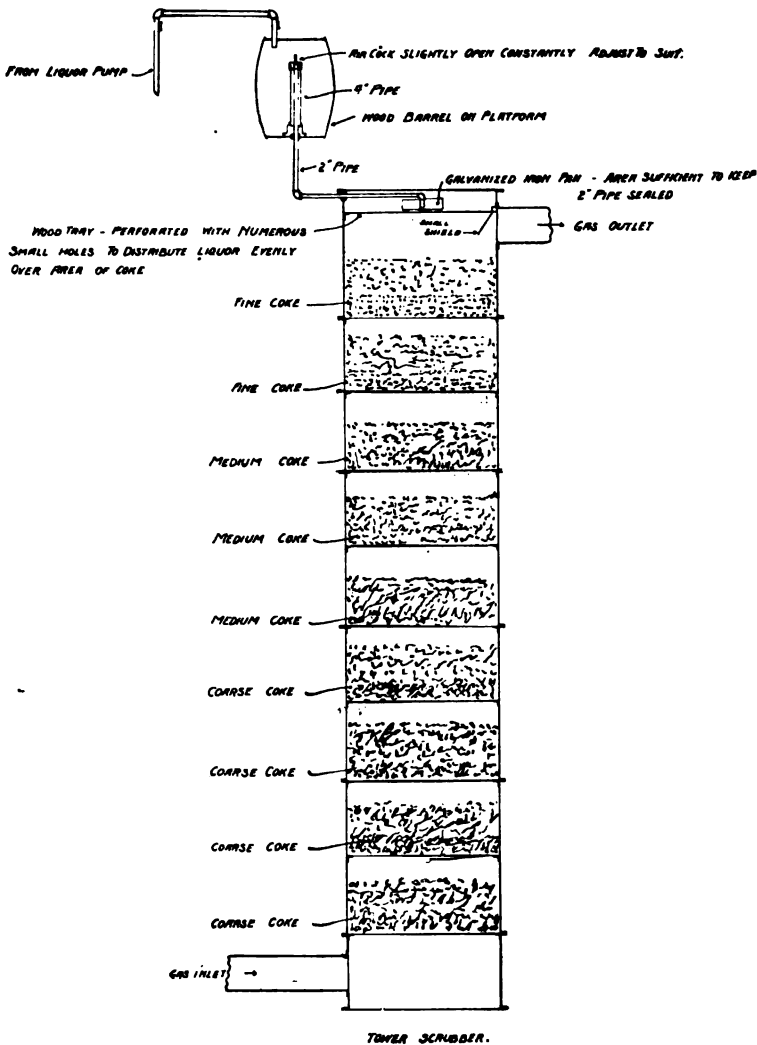 AIR COCK SLIGHTLY OPEN CONSTANTLY ADJUST TO SUIT.
FROM LIQUOR PUMP
4" PIPE
WOOD BARREL ON PLATFORM
2" PIPE
GALVANIZED IRON PAN - AREA SUFFICIENT TO KEEP
2" PIPE SEALED
WOOD TRAY - PERFORATED WITH NUMEROUS
SMALL HOLES TO DISTRIBUTE LIQUOR EVENLY
OVER AREA OF COKE
SMALL
SHIELD
GAS OUTLET
FINE COKE
FINE COKE
MEDIUM COKE
MEDIUM COKE
MEDIUM COKE
COARSE COKE
COARSE COKE
COARSE COKE
COARSE COKE
GAS INLET
TOWER SCRUBBER.